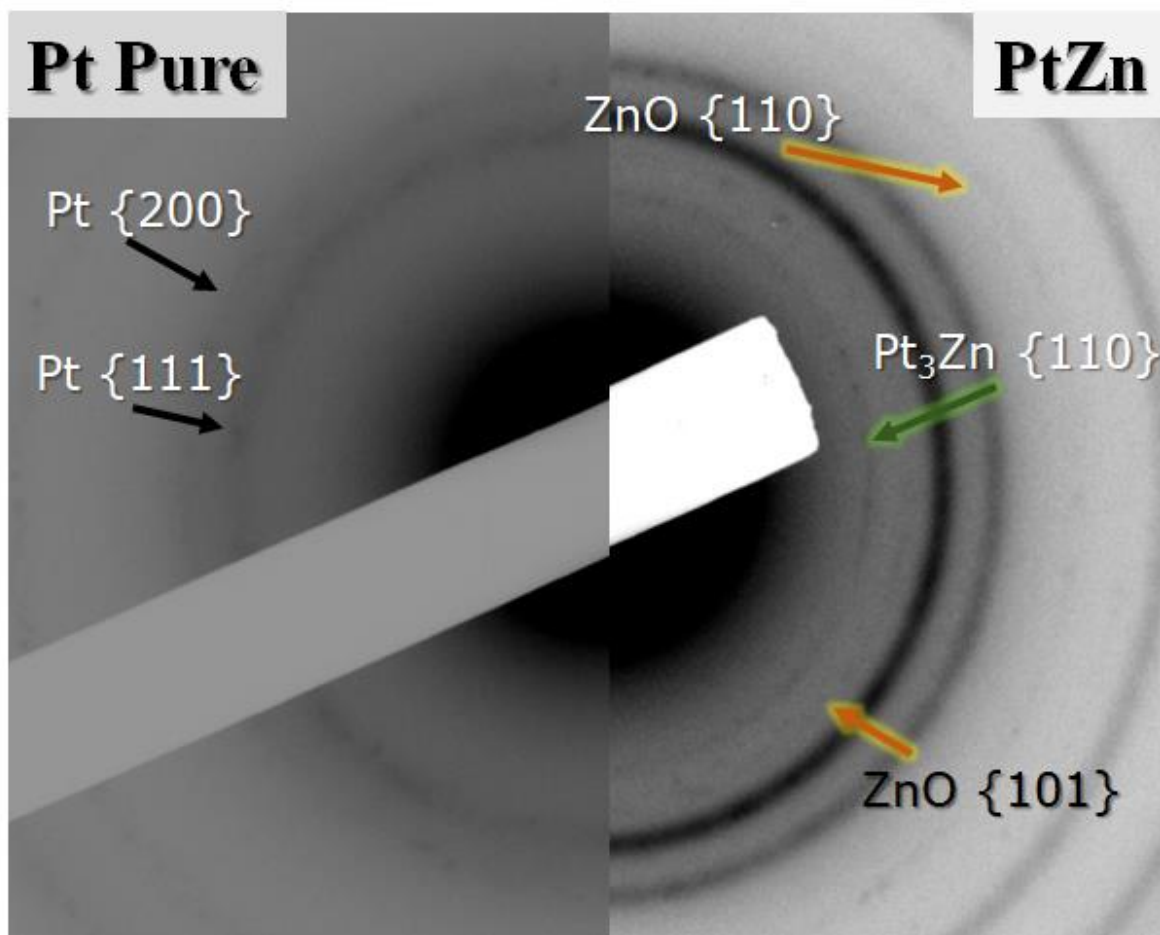 Pt Pure
PtZn
ZnO {110}
Pt {200}
Pt {111}
Pt₃Zn {110}
ZnO {101}